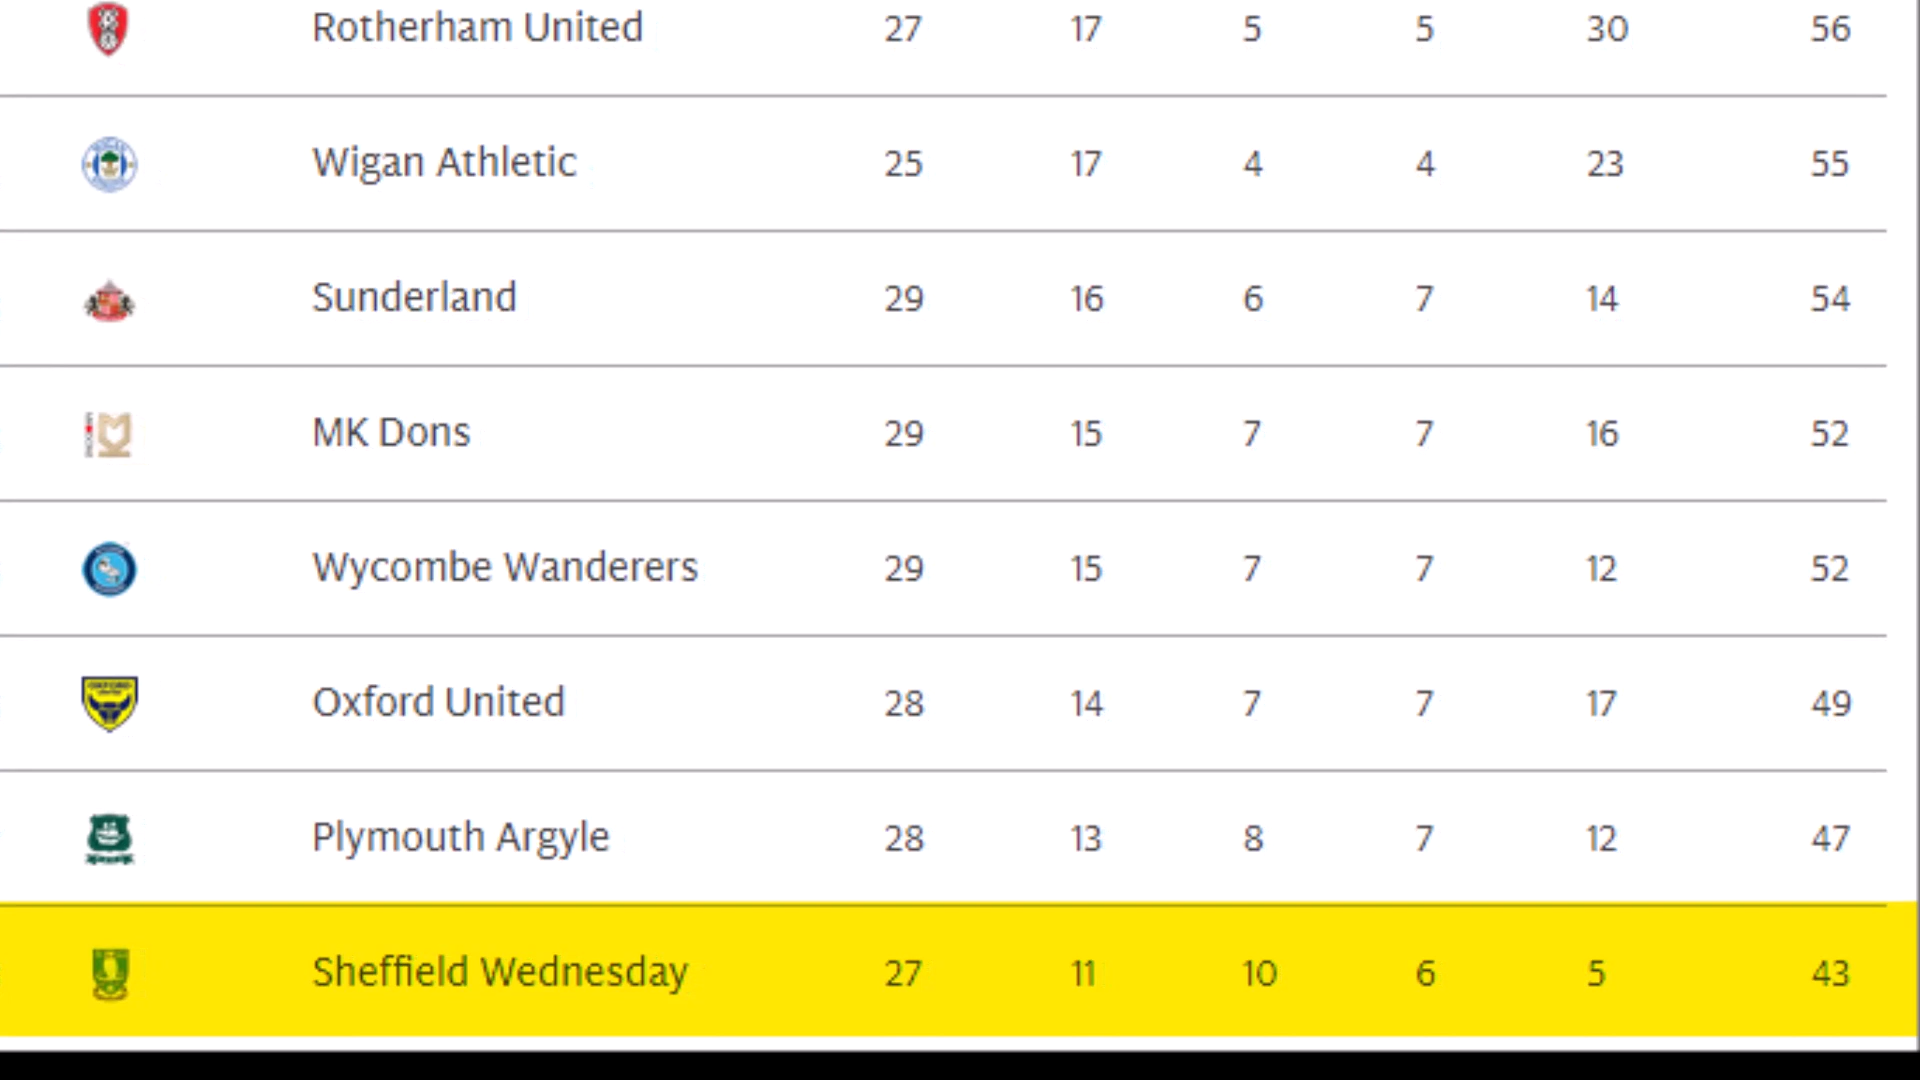 Rotherham United 27 17 5 5 30 56
Wigan Athletic 25 17 4 4 23 55
Sunderland 29 16 6 7 14 54
MK Dons 29 15 7 7 16 52
Wycombe Wanderers 29 15 7 7 12 52
Oxford United 28 14 7 7 17 49
Plymouth Argyle 28 13 8 7 12 47
Sheffield Wednesday 27 11 10 6 5 43